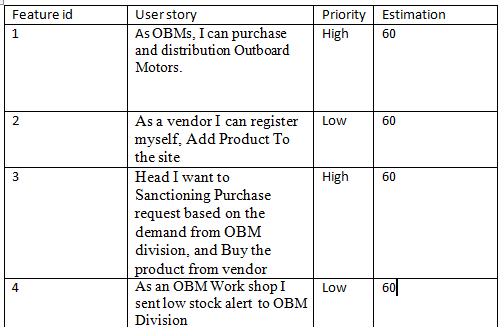 Feature id User story Priority Estimation
1 As OBMs, I can purchase High 60
and distribution Outboard
Motors.
2 As a vendor I can register Low 60
myself, Add Product To
the site
3 Head I want to High 60
Sanctioning Purchase
request based on the
demand from OBM
division, and Buy the
product from vendor
4 As an OBM Work shop I Low 60
sent low stock alert to OBM
Division